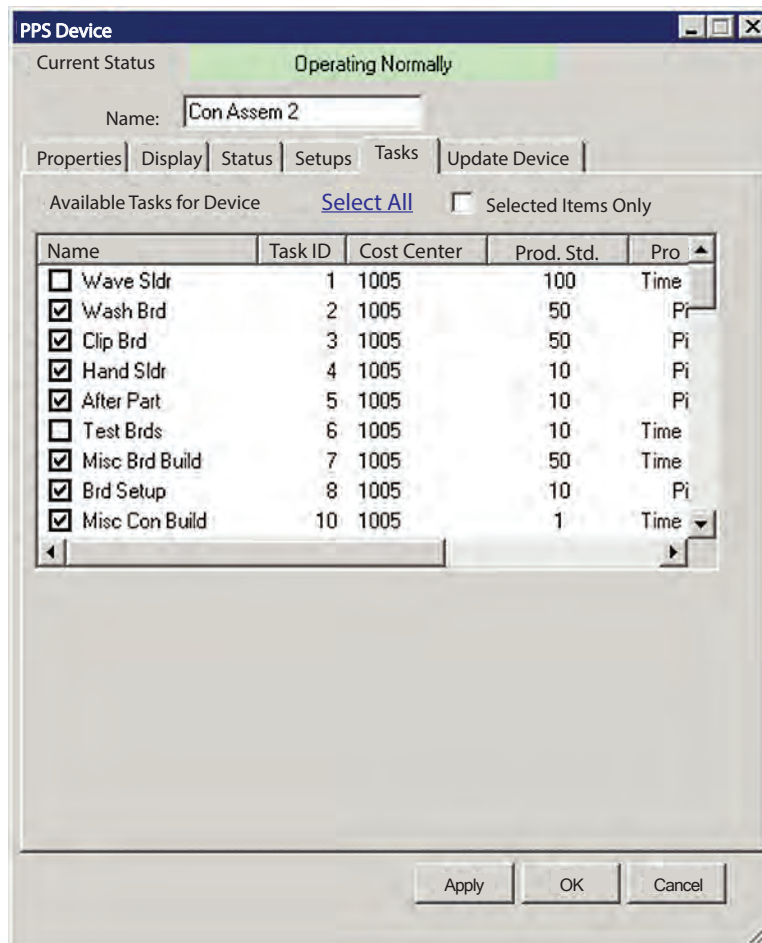 PPS Device
Current Status Operating Normally
Name: Con Assem 2
Properties Display Status Setups Tasks Update Device
Available Tasks for Device Select All Selected Items Only
Name Task ID Cost Center Prod. Std. Pro
Wave Sldr 1 1005 100 Time
Wash Brd 2 1005 50 Pi
Clip Brd 3 1005 50 Pi
Hand Sldr 4 1005 10 Pi
After Part 5 1005 10 Pi
Test Brds 6 1005 10 Time
Misc Brd Build 7 1005 50 Time
Brd Setup 8 1005 10 Pi
Misc Con Build 10 1005 1 Time
Apply OK Cancel